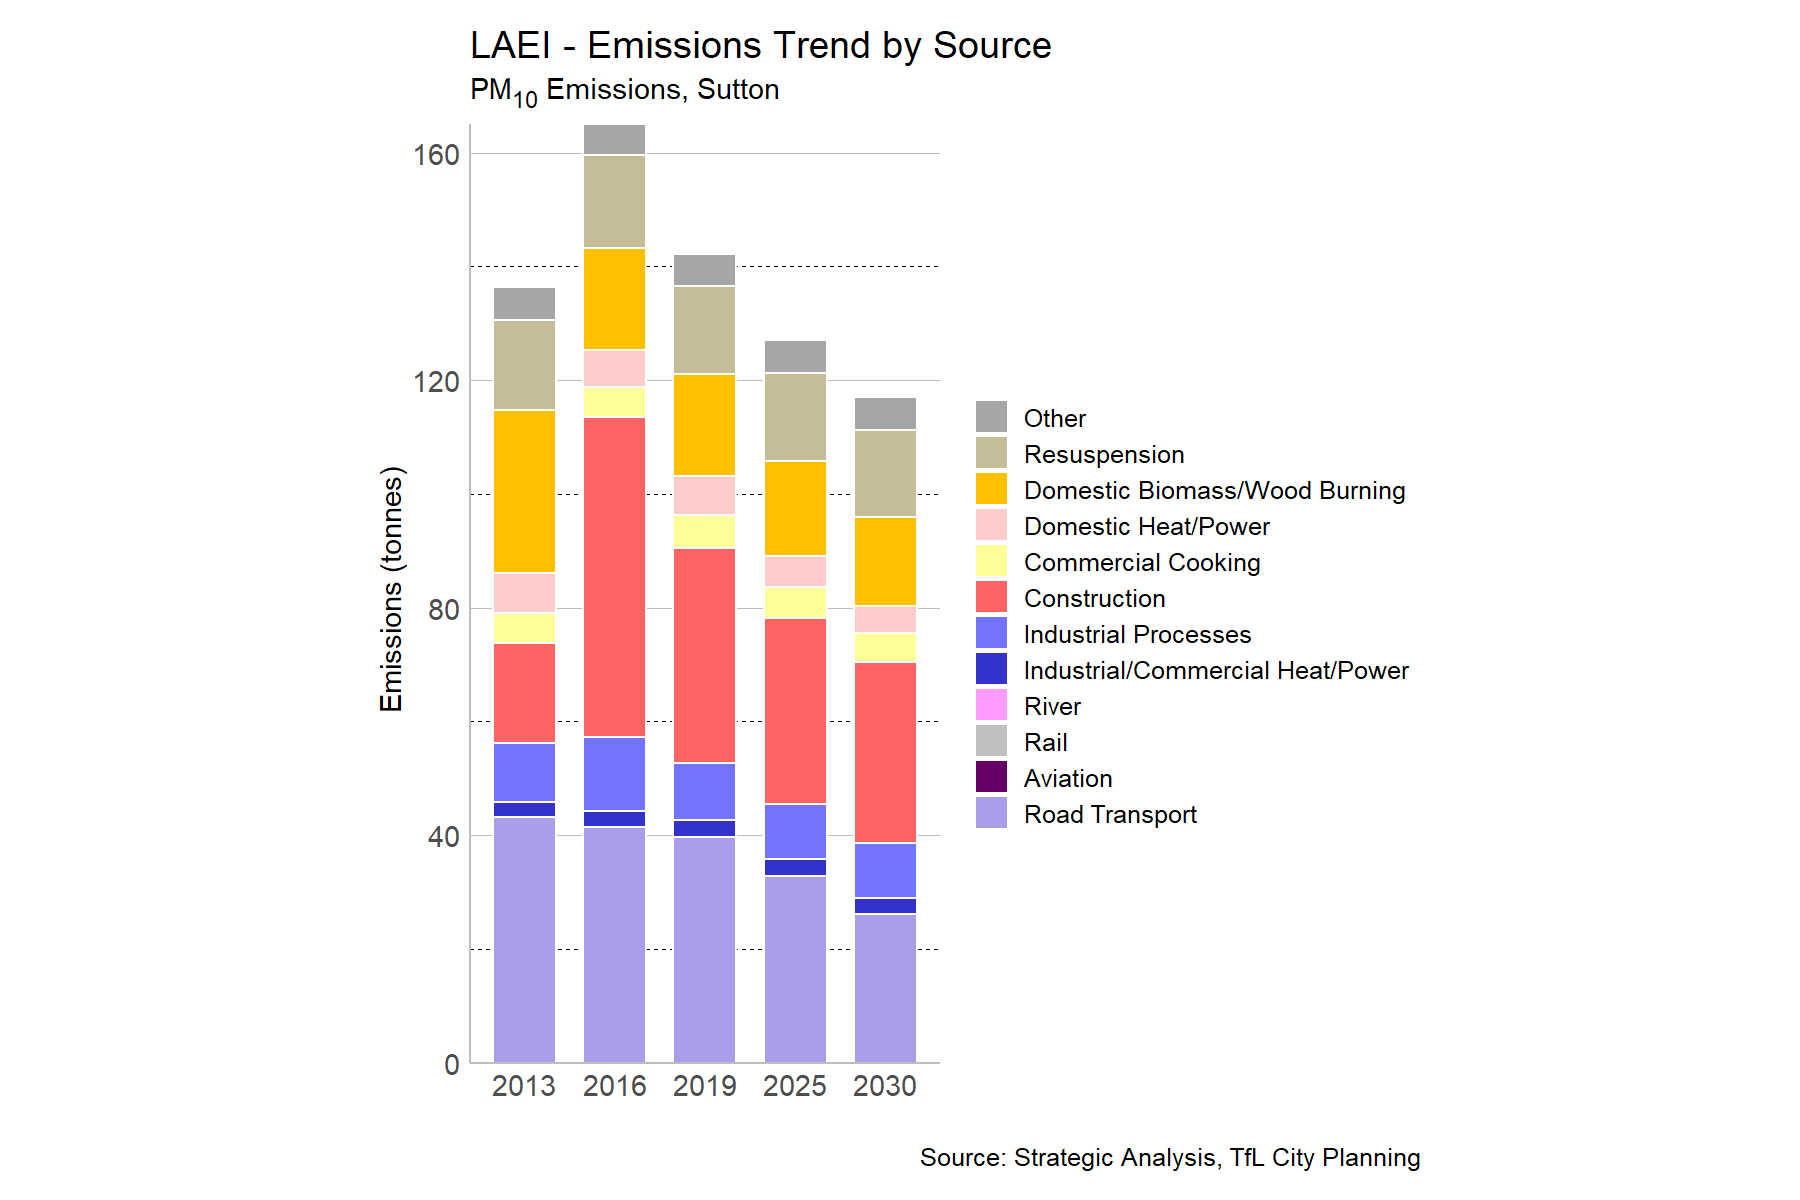 LAEI - Emissions Trend by Source
PM10 Emissions, Sutton
Emissions (tonnes)
160
120
80
40
0
2013 2016 2019 2025 2030
Other
Resuspension
Domestic Biomass/Wood Burning
Domestic Heat/Power
Commercial Cooking
Construction
Industrial Processes
Industrial/Commercial Heat/Power
River
Rail
Aviation
Road Transport
Source: Strategic Analysis, TfL City Planning